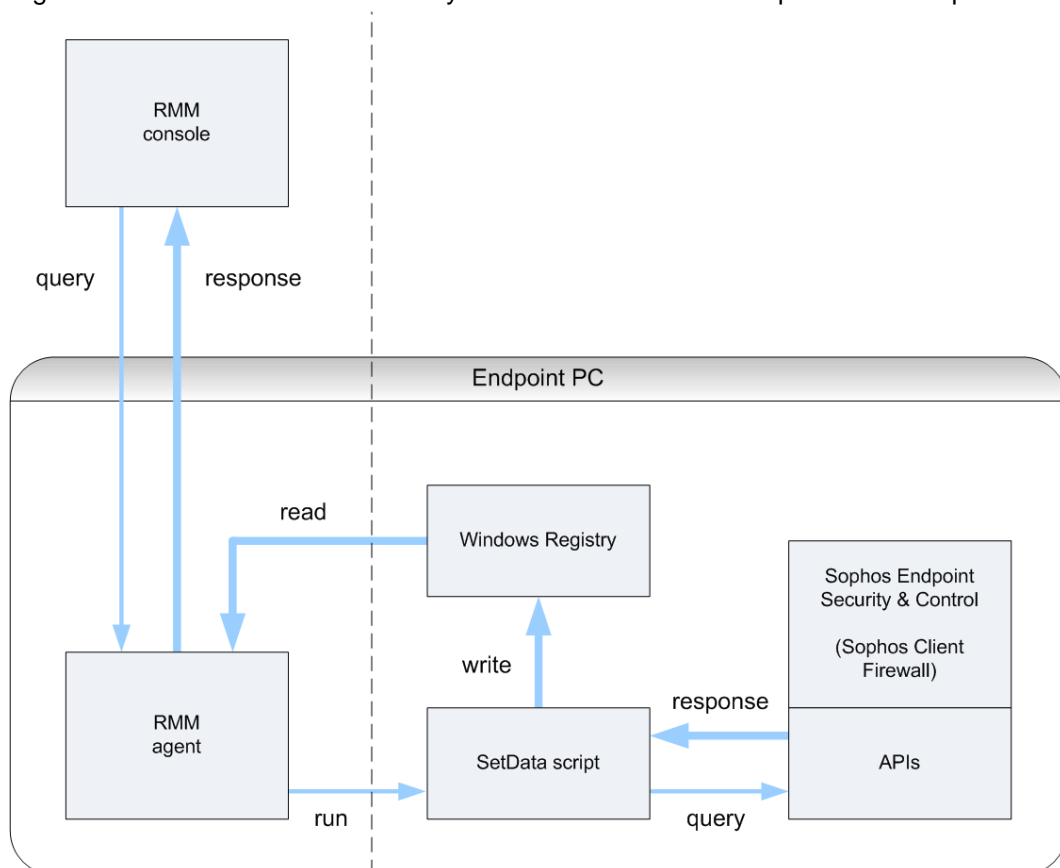 RMM
console
query
response
Endpoint PC
read
Windows Registry
Sophos Endpoint
Security & Control
(Sophos Client
Firewall)
write
response
RMM
agent
SetData script
APIs
run
query